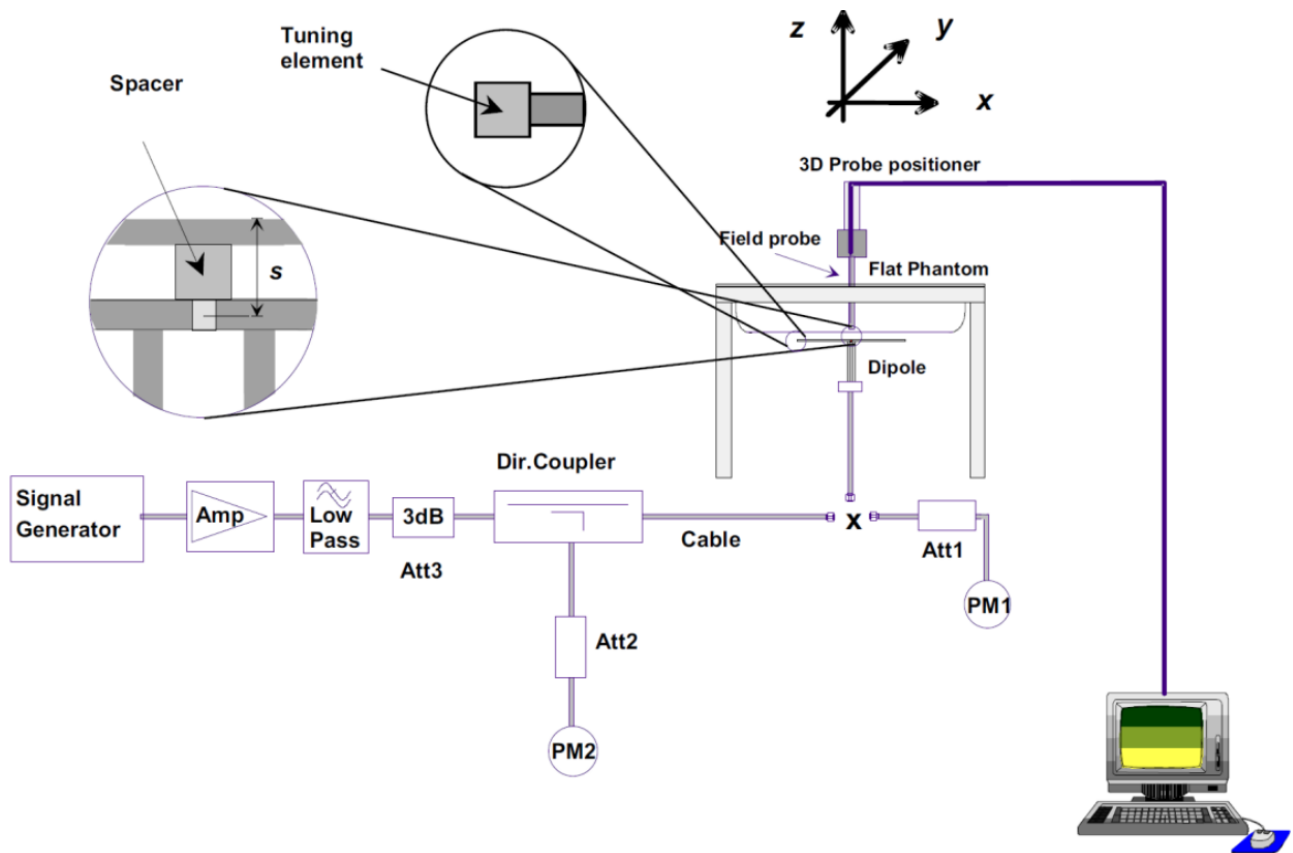 Tuning
element
Spacer
z
y
x
3D Probe positioner
Field probe
Flat Phantom
s
Dipole
Dir.Coupler
Signal
Generator
Amp
Low
Pass
3dB
Att3
Cable
x
Att1
PM1
Att2
PM2